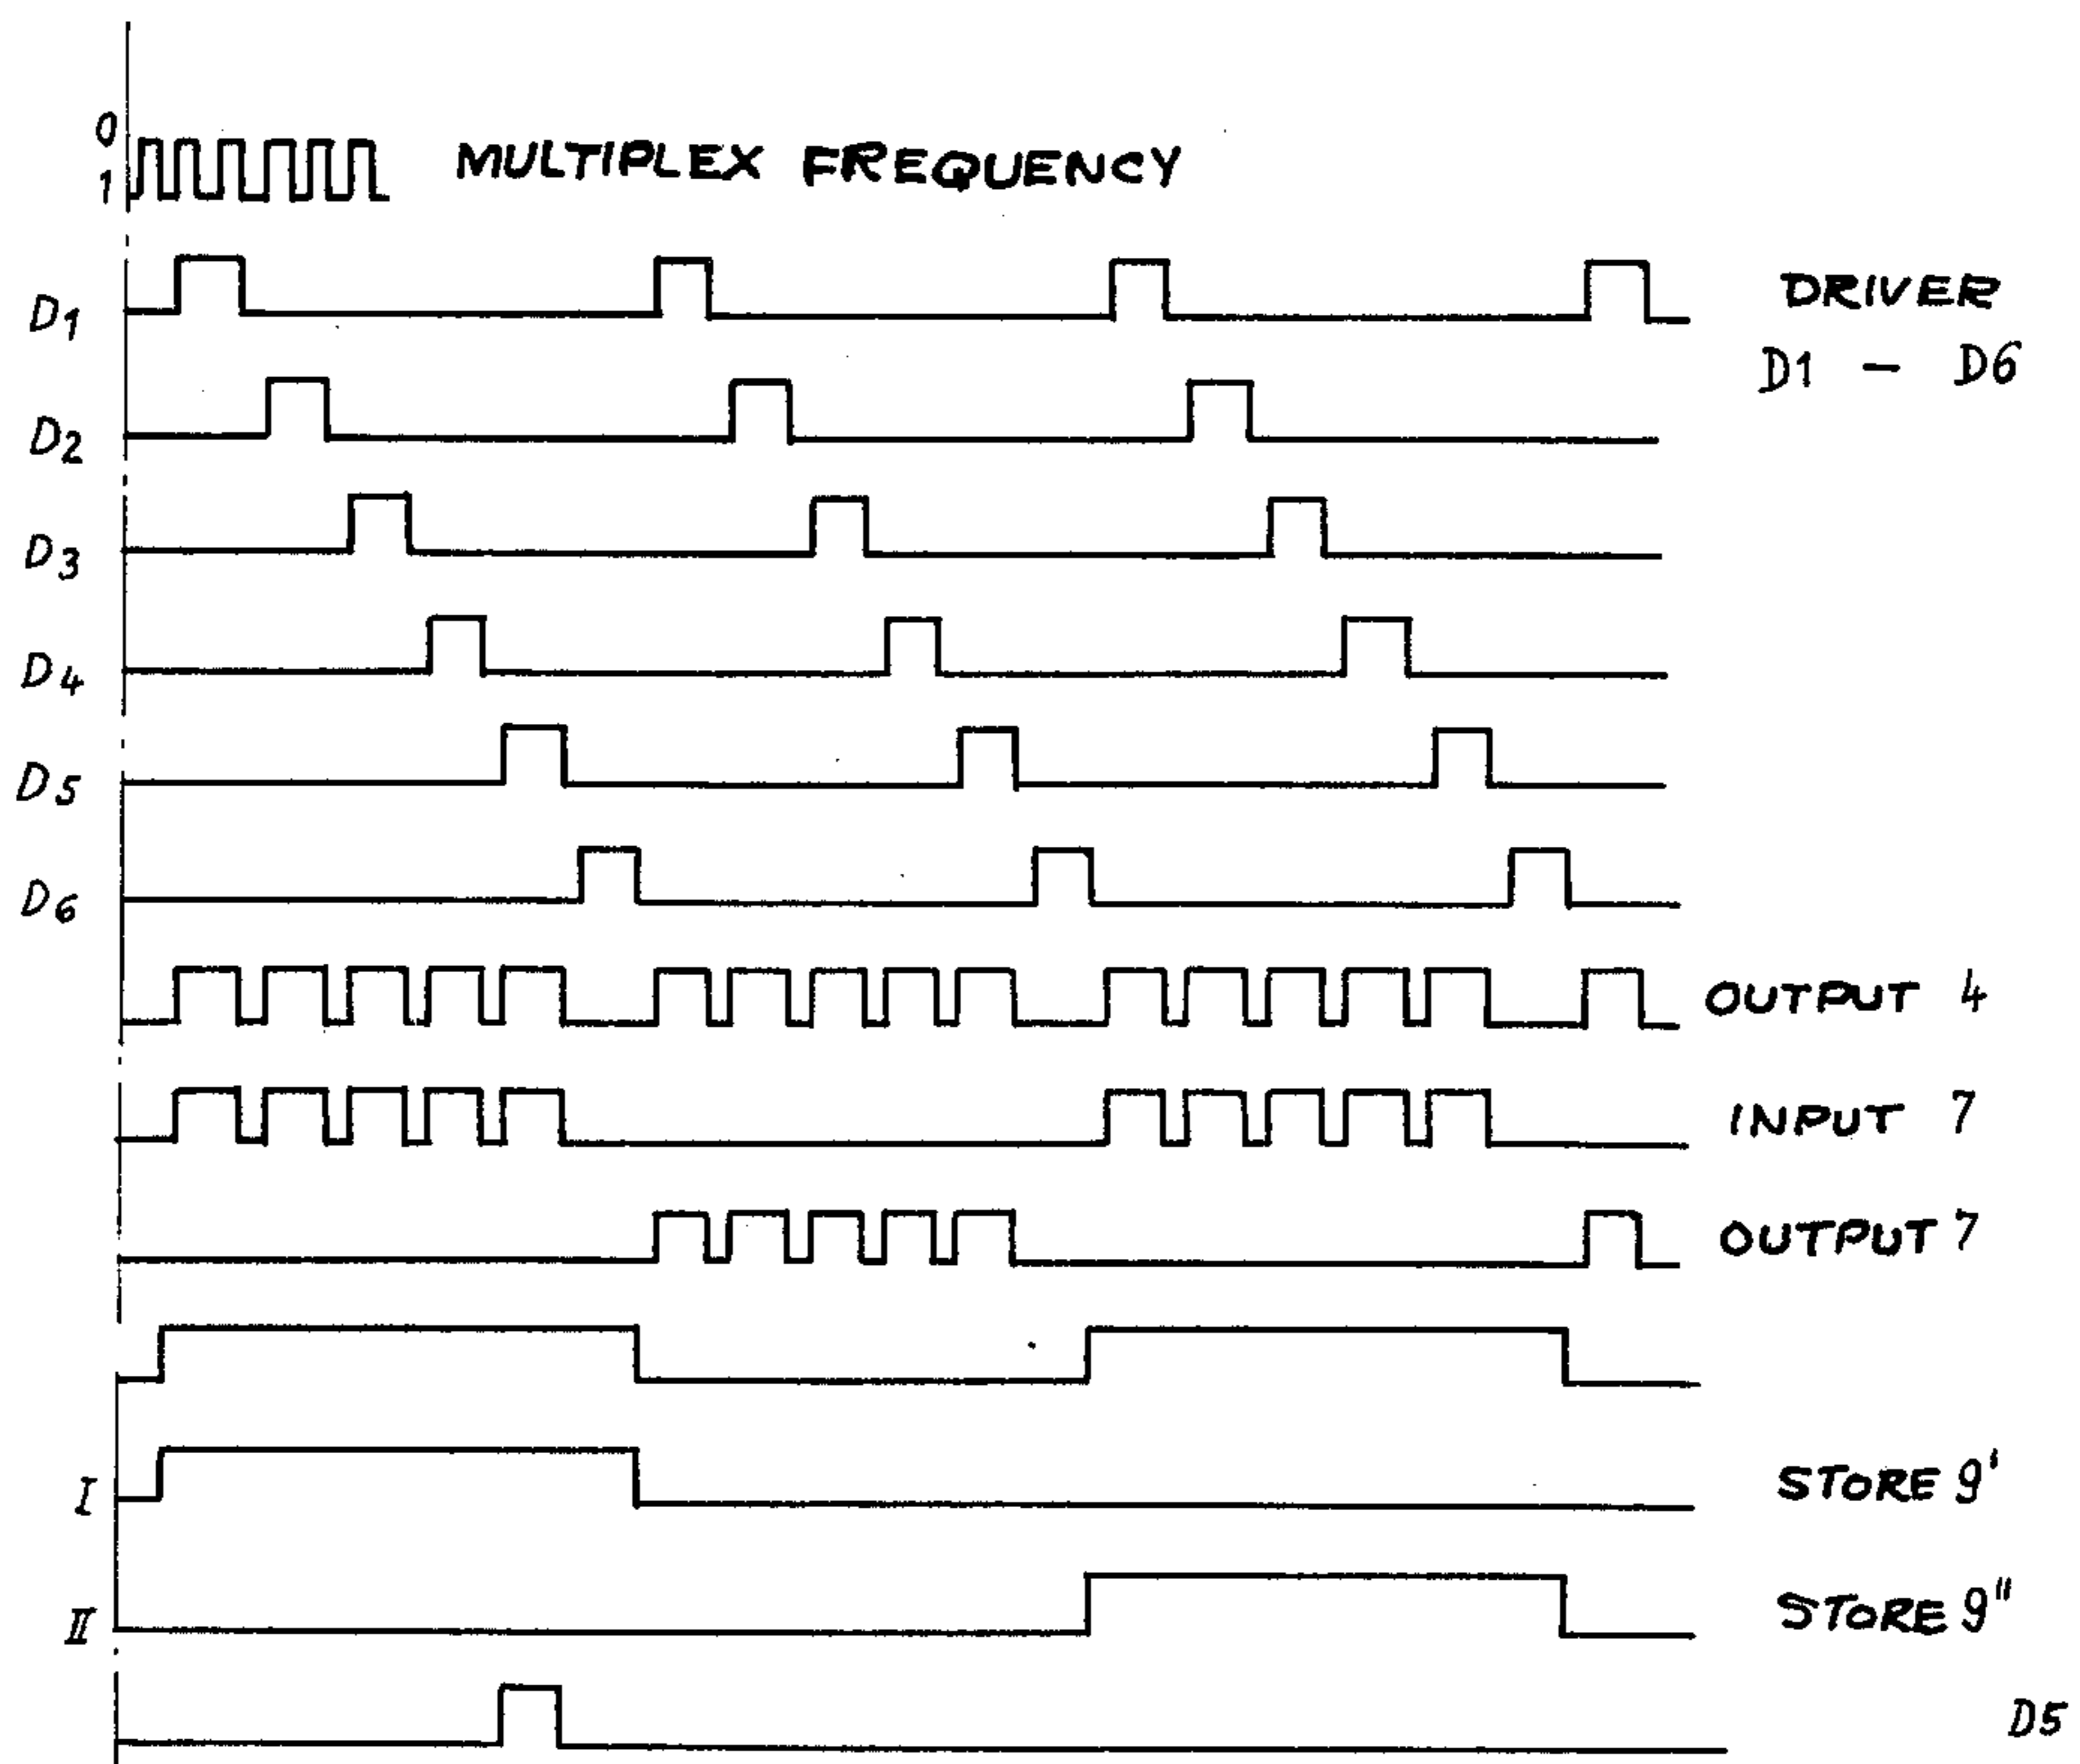 0
1
MULTIPLEX FREQUENCY
D1
DRIVER
D1 - D6
D2
D3
D4
D5
D6
OUTPUT 4
INPUT 7
OUTPUT 7
I
STORE 9'
II
STORE 9"
D5